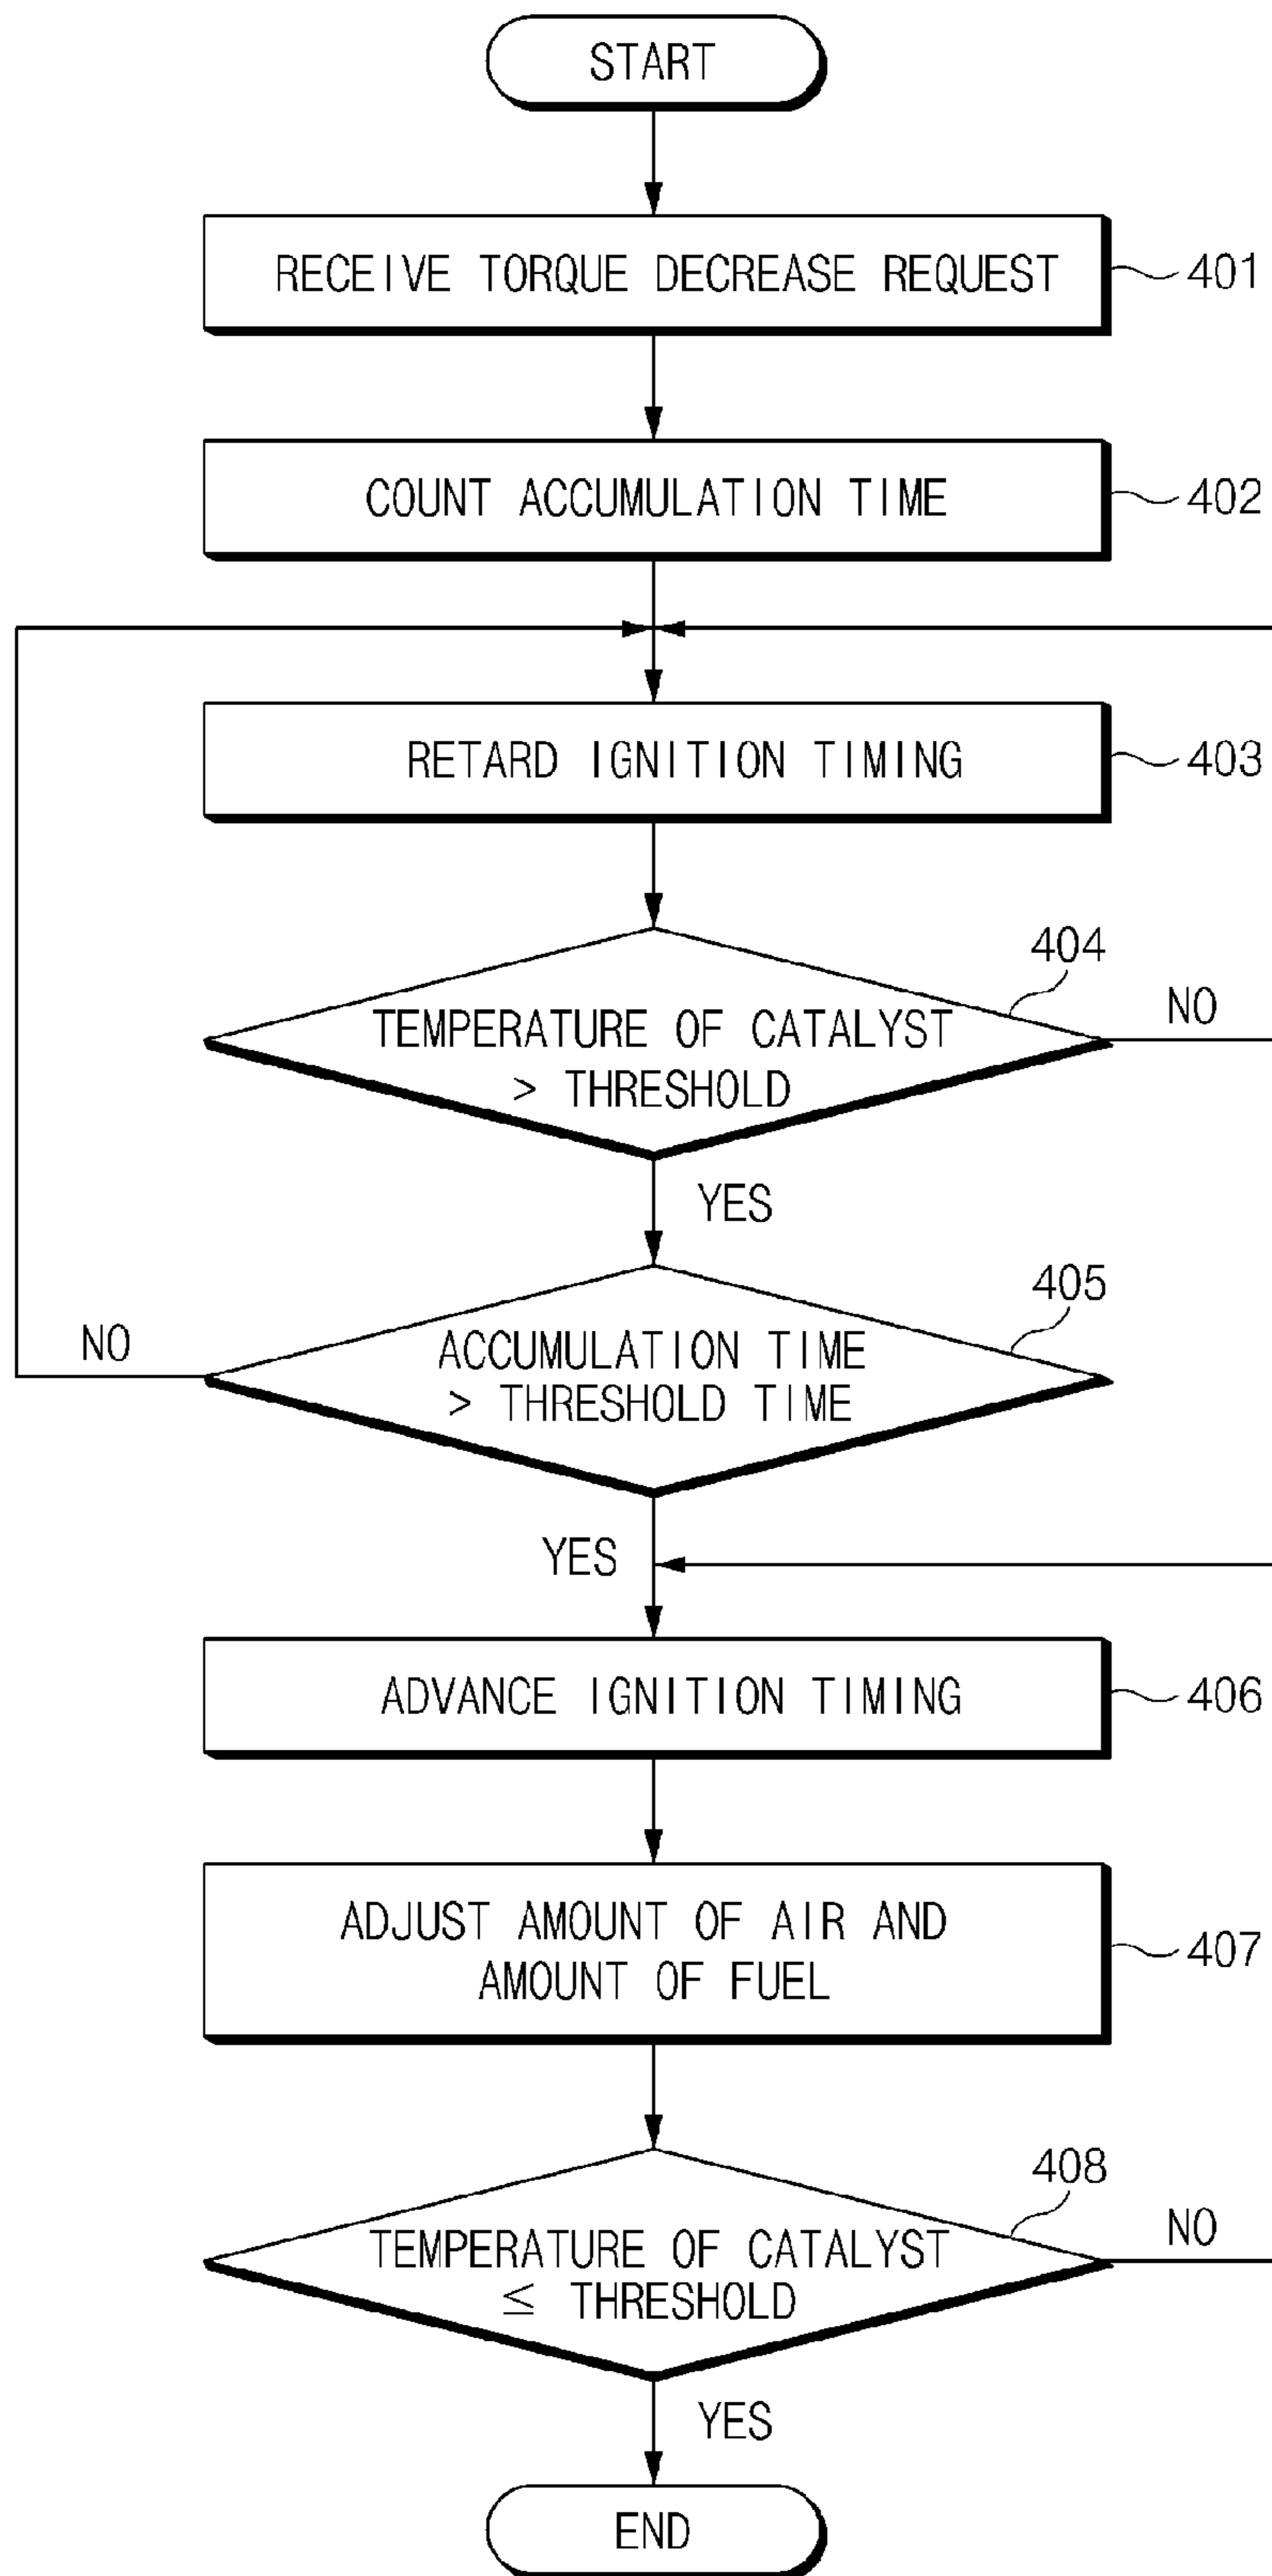 START
RECEIVE TORQUE DECREASE REQUEST
401
COUNT ACCUMULATION TIME
402
RETARD IGNITION TIMING
403
404
TEMPERATURE OF CATALYST
> THRESHOLD
NO
YES
405
ACCUMULATION TIME
> THRESHOLD TIME
NO
YES
ADVANCE IGNITION TIMING
406
ADJUST AMOUNT OF AIR AND
AMOUNT OF FUEL
407
408
TEMPERATURE OF CATALYST
≤ THRESHOLD
NO
YES
END